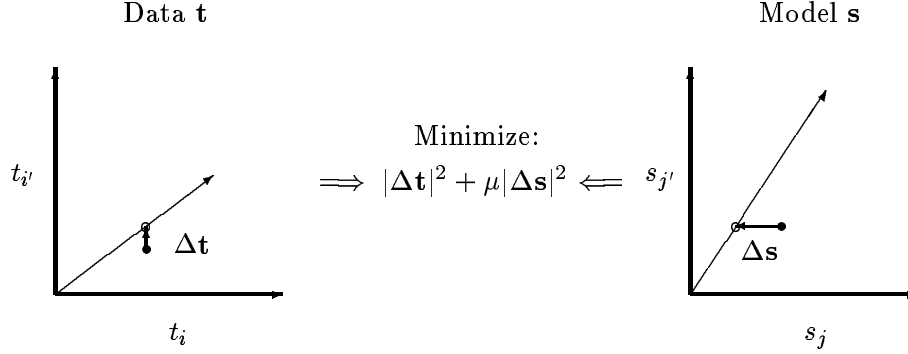 Data t
Model s
Minimize:
t_{i'}
⟹ |Δt|² + μ|Δs|² ⟸
s_{j'}
Δt
Δs
t_i
s_j